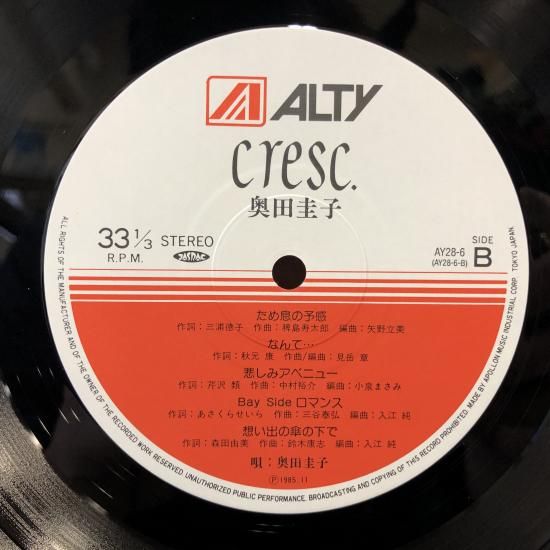 ALTY
cresc.
奥田圭子
33 1/3 STEREO
R.P.M.
JASRAC
SIDE
AY28-6
(AY28-6-B)
B
ため息の予感
作詞：三浦徳子 作曲：稗島寿太郎 編曲：矢野立美
なんて…
作詞：秋元 康 作曲/編曲：見岳 章
悲しみアベニュー
作詞：芹沢 類 作曲：中村裕介 編曲：小泉まさみ
Bay Side ロマンス
作詞：あさくらせいら 作曲：三谷泰弘 編曲：入江 純
想い出の傘の下で
作詞：森田由美 作曲：鈴木康志 編曲：入江 純
唄：奥田圭子
Ⓟ1985.11
ALL RIGHTS OF THE MANUFACTURER AND OF THE OWNER OF THE RECORDED WORK RESERVED UNAUTHORIZED PUBLIC PERFORMANCE. BROADCASTING AND COPYING OF THIS RECORD PROHIBITED. MADE BY APOLLON MUSIC INDUSTRIAL CORP. TOKYO JAPAN.